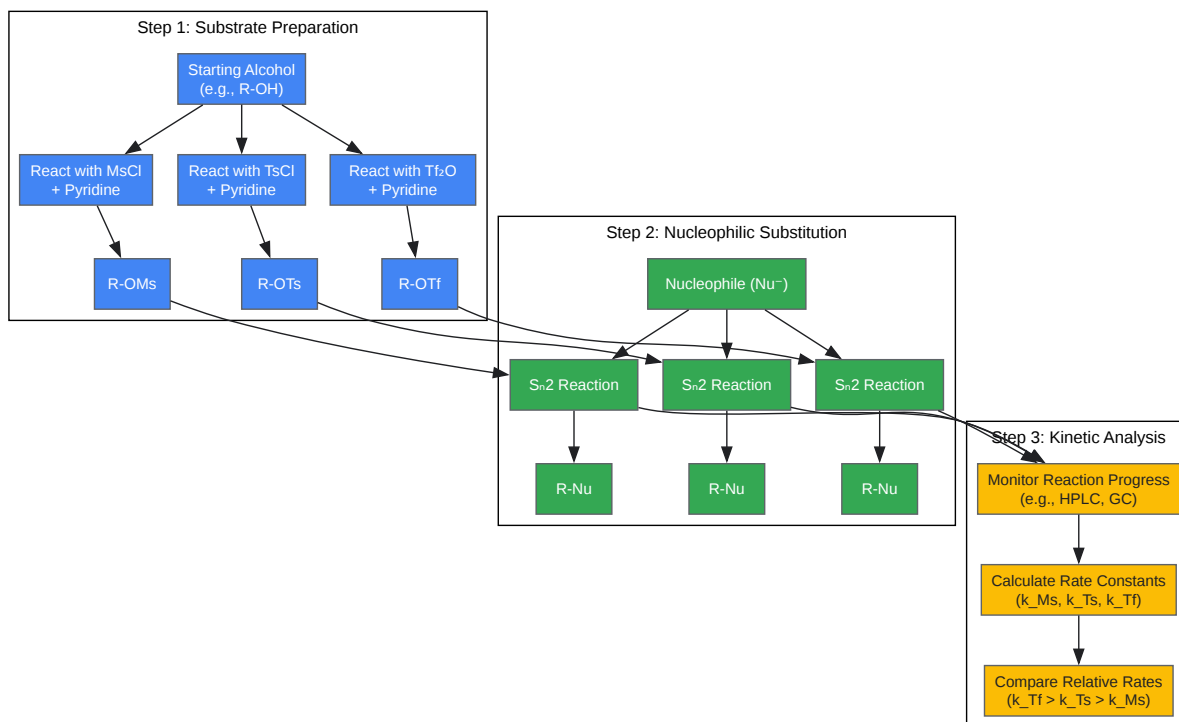 Step 1: Substrate Preparation
Starting Alcohol
(e.g., R-OH)
React with MsCl
+ Pyridine
React with TsCl
+ Pyridine
React with Tf₂O
+ Pyridine
R-OMs
R-OTs
R-OTf
Step 2: Nucleophilic Substitution
Nucleophile (Nu⁻)
Sₙ2 Reaction
Sₙ2 Reaction
Sₙ2 Reaction
R-Nu
R-Nu
R-Nu
Step 3: Kinetic Analysis
Monitor Reaction Progress
(e.g., HPLC, GC)
Calculate Rate Constants
(k_Ms, k_Ts, k_Tf)
Compare Relative Rates
(k_Tf > k_Ts > k_Ms)